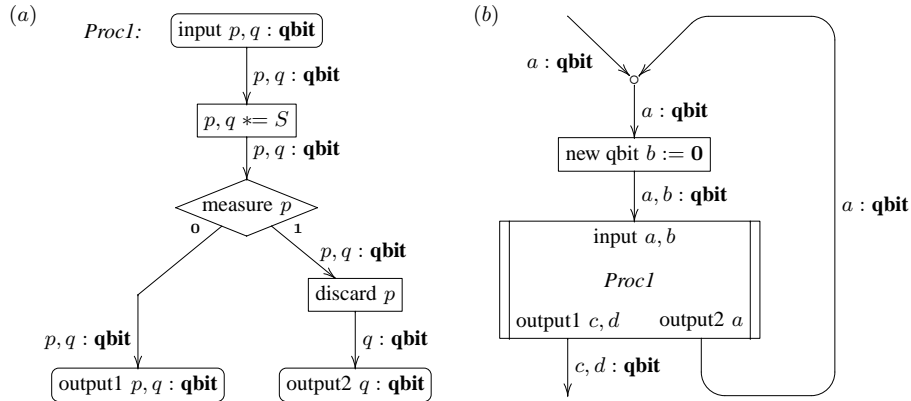 (a)
Proc1:
input p, q : qbit
p, q : qbit
p, q *= S
p, q : qbit
measure p
0
1
p, q : qbit
discard p
p, q : qbit
q : qbit
output1 p, q : qbit
output2 q : qbit
(b)
a : qbit
a : qbit
new qbit b := 0
a, b : qbit
a : qbit
input a, b
Proc1
output1 c, d
output2 a
c, d : qbit